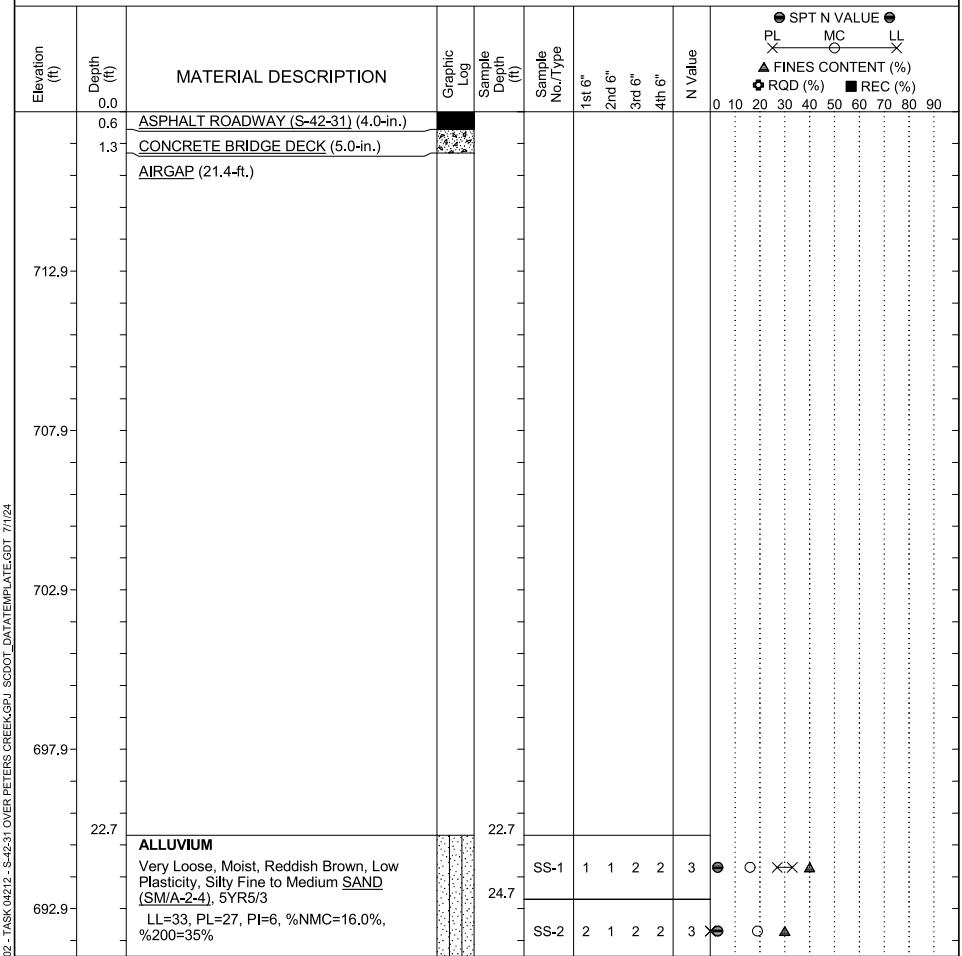 SPT N VALUE
PL MC LL
FINES CONTENT (%)
RQD (%) REC (%)
0 10 20 30 40 50 60 70 80 90
Elevation (ft)
Depth (ft)
0.0
MATERIAL DESCRIPTION
Graphic Log
Sample Depth (ft)
Sample No./Type
1st 6"
2nd 6"
3rd 6"
4th 6"
N Value
0.6 ASPHALT ROADWAY (S-42-31) (4.0-in.)
1.3 CONCRETE BRIDGE DECK (5.0-in.)
AIRGAP (21.4-ft.)
712.9
707.9
702.9
697.9
22.7 22.7
ALLUVIUM
Very Loose, Moist, Reddish Brown, Low
Plasticity, Silty Fine to Medium SAND
(SM/A-2-4), 5YR5/3
SS-1 1 1 2 2 3
24.7
692.9
LL=33, PL=27, PI=6, %NMC=16.0%,
%200=35%
SS-2 2 1 2 2 3
02 - TASK 04212 - S-42-31 OVER PETERS CREEK.GPJ SCDOT_DATATEMPLATE.GDT 7/1/24